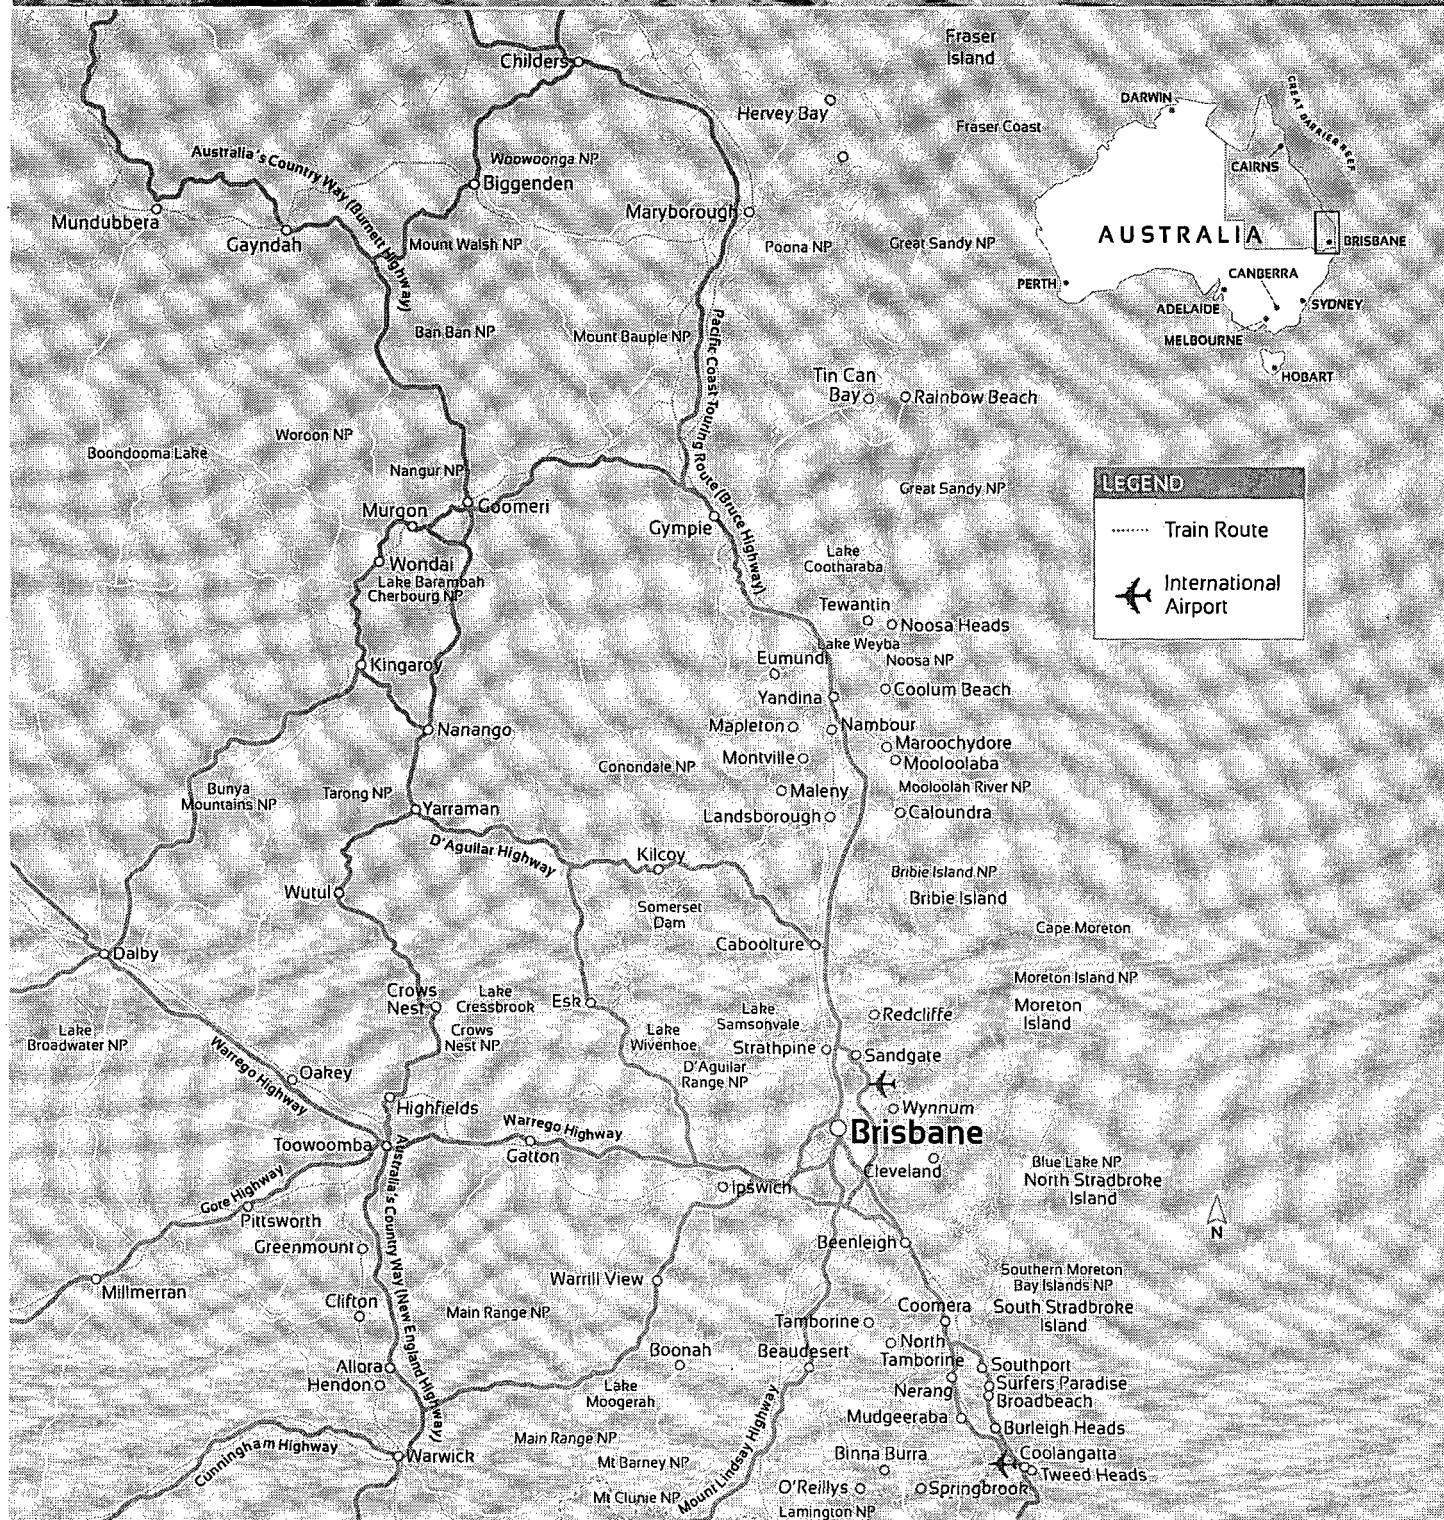 Fraser
Island
Childers
Hervey Bay
Fraser Coast
DARWIN
GREAT BARRIER REEF
CAIRNS
AUSTRALIA
BRISBANE
CANBERRA
PERTH
ADELAIDE
SYDNEY
MELBOURNE
HOBART
Australia's Country Way (Burnett Highway)
Woowoonga NP
Biggenden
Mundubbera
Gayndah
Mount Walsh NP
Maryborough
Poona NP
Great Sandy NP
Ban Ban NP
Mount Bauple NP
Pacific Coast Touring Route (Bruce Highway)
Tin Can
Bay
Rainbow Beach
Woroon NP
Boondooma Lake
Nangur NP
Goomeri
Murgon
Gympie
Great Sandy NP
LEGEND
Train Route
International
Airport
Wondai
Lake Barambah
Cherbourg NP
Lake
Cootharaba
Tewantin
Noosa Heads
Lake Weyba
Eumundi
Noosa NP
Kingaroy
Yandina
Coolum Beach
Nanango
Mapleton
Nambour
Maroochydore
Montville
Mooloolaba
Conondale NP
Mooloolah River NP
Bunya
Mountains NP
Tarong NP
Maleny
Yarraman
Landsborough
Caloundra
D'Aguilar Highway
Kilcoy
Bribie Island NP
Bribie Island
Wutul
Somerset
Dam
Cape Moreton
Caboolture
Dalby
Moreton Island NP
Crows
Nest
Lake
Cressbrook
Esk
Moreton
Island
Lake
Samsonvale
Redcliffe
Lake
Broadwater NP
Crows
Nest NP
Lake
Wivenhoe
Strathpine
Sandgate
Warrego Highway
D'Aguilar
Range NP
Oakey
Highfields
Wynnum
Warrego Highway
Brisbane
Toowoomba
Gatton
Cleveland
Blue Lake NP
North Stradbroke
Island
Gore Highway
Ipswich
Australia's Country Way (New England Highway)
Pittsworth
Greenmount
N
Beenleigh
Millmerran
Warrill View
Southern Moreton
Bay Islands NP
Clifton
Main Range NP
Coomera
South Stradbroke
Island
Tamborine
North
Tamborine
Boonah
Beaudesert
Allora
Hendon
Southport
Surfers Paradise
Broadbeach
Nerang
Lake
Moogerah
Mudgeeraba
Burleigh Heads
Main Range NP
Mount Lindsay Highway
Cunningham Highway
Warwick
Binna Burra
Coolangatta
Mt Barney NP
Tweed Heads
Mt Clunie NP
O'Reillys
Springbrook
Lamington NP